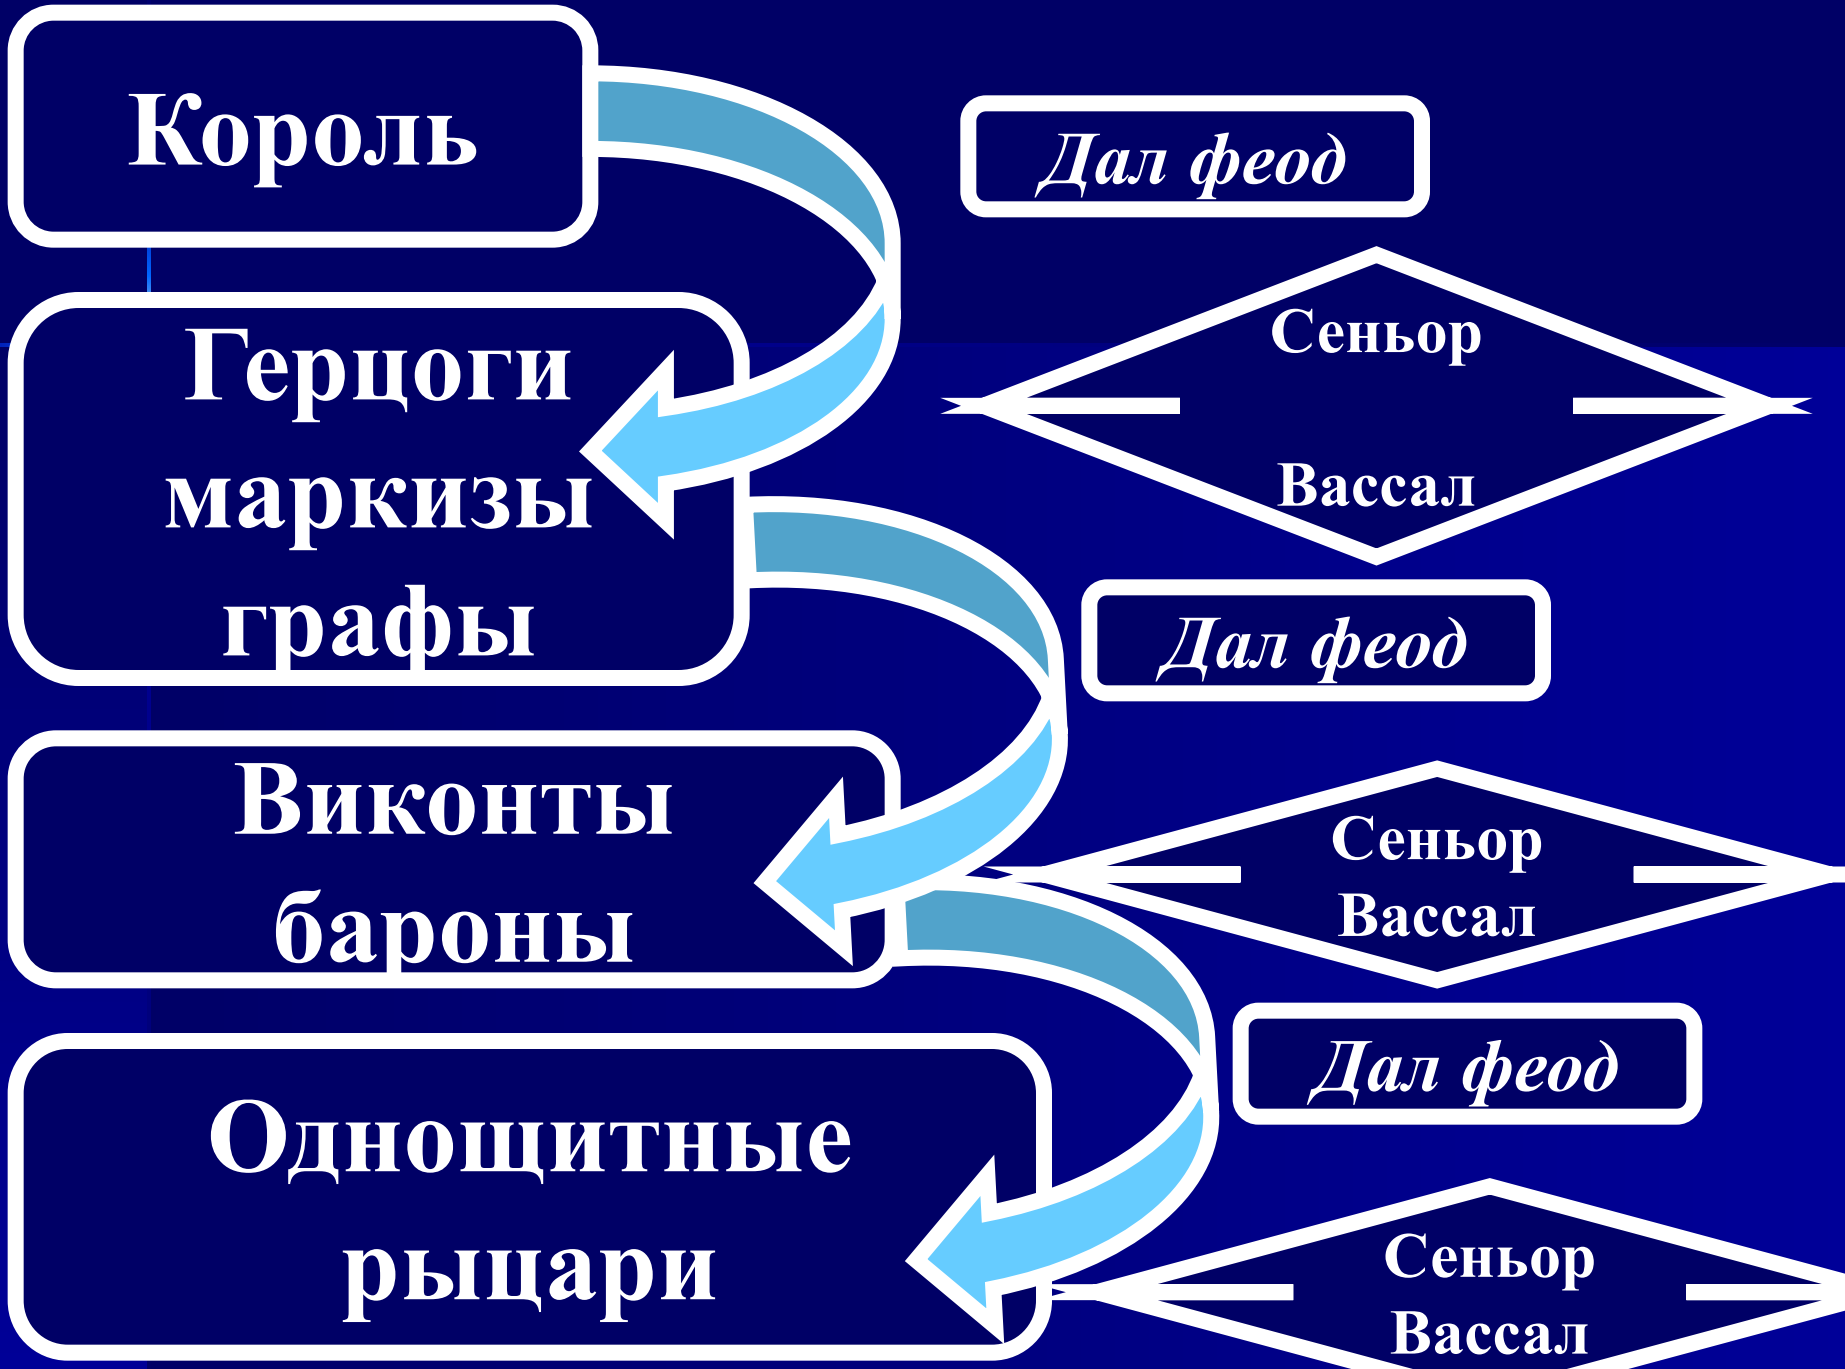 Король
Дал феод
Герцоги
маркизы
графы
Сеньор
Вассал
Дал феод
Виконты
бароны
Сеньор
Вассал
Дал феод
Однощитные
рыцари
Сеньор
Вассал